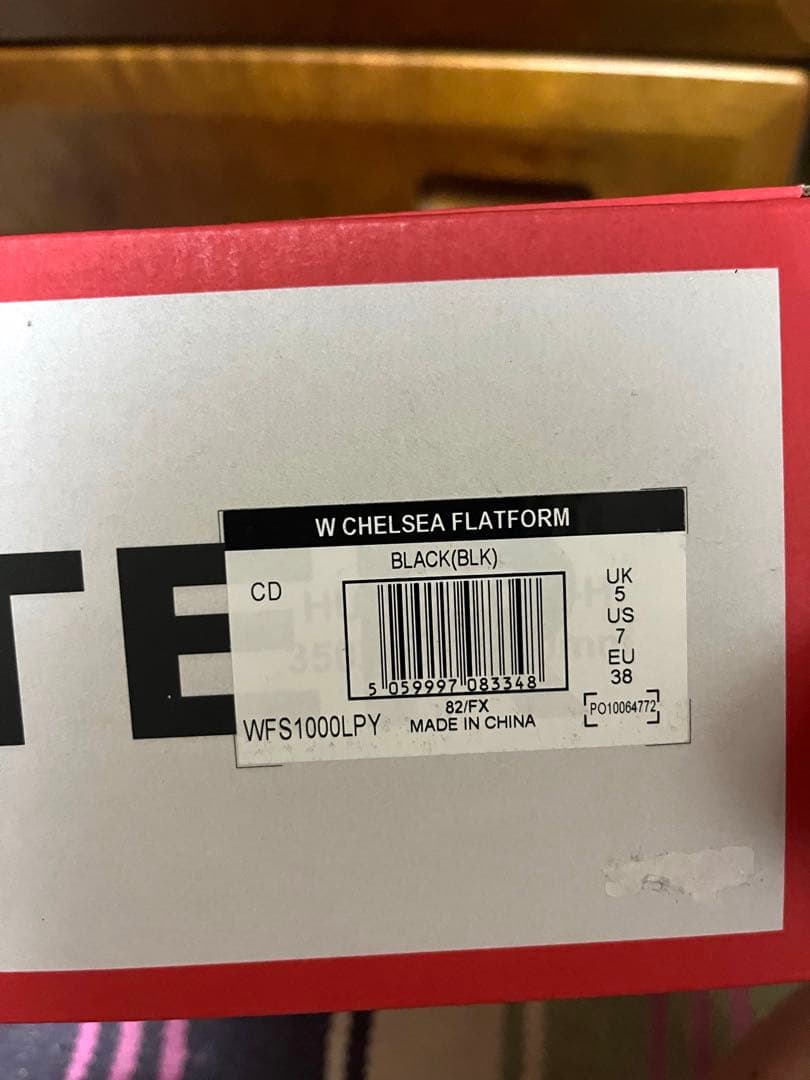 TE
W CHELSEA FLATFORM
BLACK(BLK)
CD
UK
5
US
7
EU
38
5 059997 083348
82/FX
WFS1000LPY
MADE IN CHINA
PO10064772